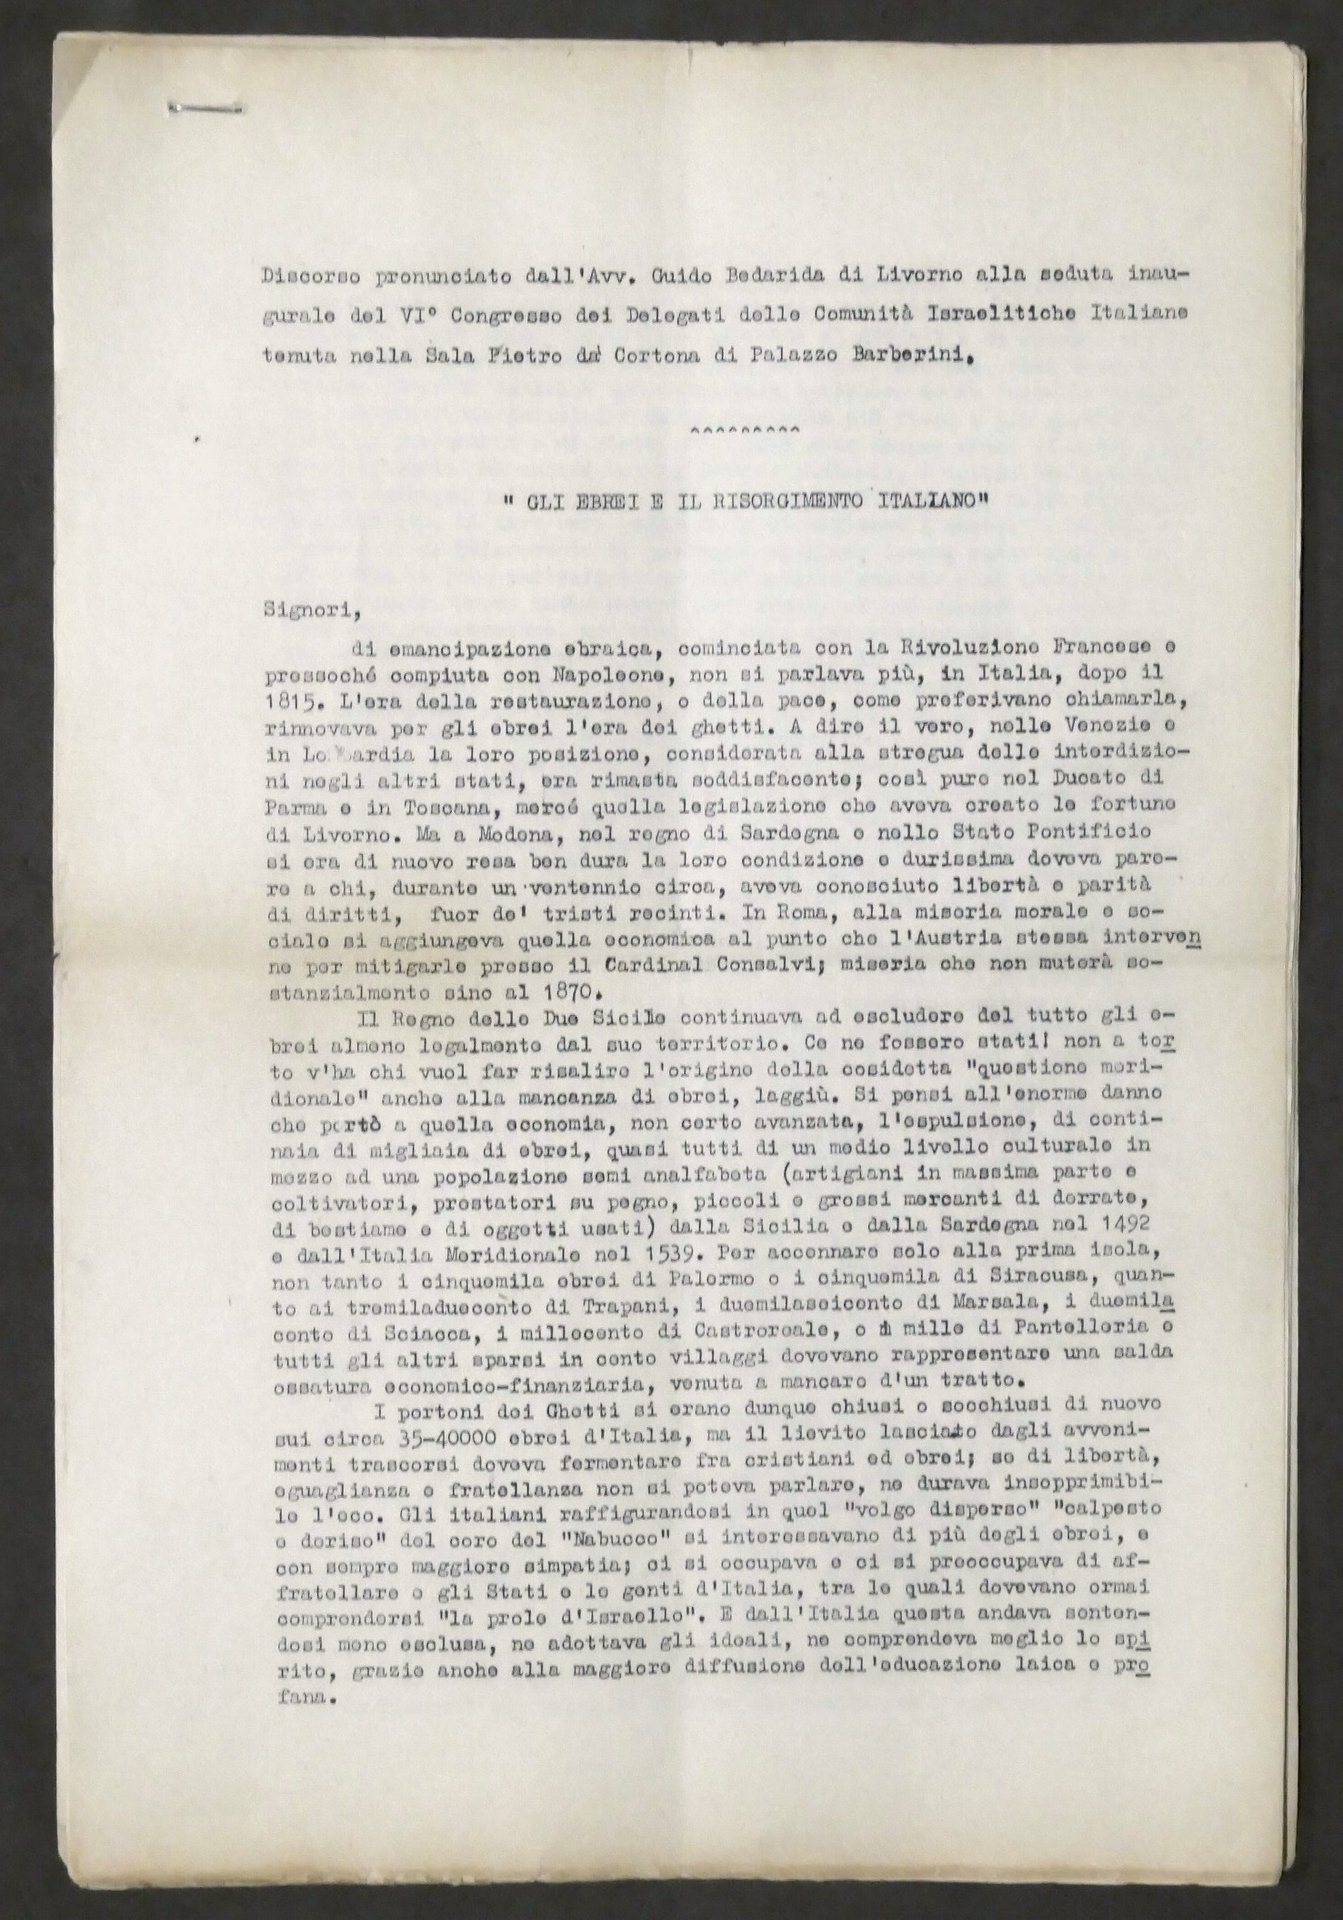 Discorso pronunciato dall'Avv. Guido Bedarida di Livorno alla seduta inau-
gurale del VI° Congresso dei Delegati delle Comunità Israelitiche Italiane
tenuta nella Sala Pietro da Cortona di Palazzo Barberini.
^^^^^^^^^
" GLI EBREI E IL RISORGIMENTO ITALIANO"
Signori,
di emancipazione ebraica, cominciata con la Rivoluzione Francese e
pressoché compiuta con Napoleone, non si parlava più, in Italia, dopo il
1815. L'era della restaurazione, o della pace, come preferivano chiamarla,
rinnovava per gli ebrei l'era dei ghetti. A dire il vero, nelle Venezie e
in Lombardia la loro posizione, considerata alla stregua delle interdizio-
ni negli altri stati, era rimasta soddisfacente; così pure nel Ducato di
Parma e in Toscana, mercé quella legislazione che aveva creato le fortune
di Livorno. Ma a Modena, nel regno di Sardegna e nello Stato Pontificio
si era di nuovo resa ben dura la loro condizione e durissima doveva pare-
re a chi, durante un ventennio circa, aveva conosciuto libertà e parità
di diritti, fuor de' tristi recinti. In Roma, alla miseria morale e so-
ciale si aggiungeva quella economica al punto che l'Austria stessa interven
ne per mitigarle presso il Cardinal Consalvi; miseria che non muterà so-
stanzialmente sino al 1870.
Il Regno delle Due Sicile continuava ad escludere del tutto gli e-
brei almeno legalmente dal suo territorio. Ce ne fossero stati! non a tor
to v'ha chi vuol far risalire l'origine della cosidetta "questione meri-
dionale" anche alla mancanza di ebrei, laggiù. Si pensi all'enorme danno
che portò a quella economia, non certo avanzata, l'espulsione, di conti-
naia di migliaia di ebrei, quasi tutti di un medio livello culturale in
mezzo ad una popolazione semi analfabeta (artigiani in massima parte e
coltivatori, prestatori su pegno, piccoli e grossi mercanti di derrate,
di bestiame e di oggetti usati) dalla Sicilia e dalla Sardegna nel 1492
e dall'Italia Meridionale nel 1539. Per accennare solo alla prima isola,
non tanto i cinquemila ebrei di Palermo o i cinquemila di Siracusa, quan-
to ai tremiladuecento di Trapani, i duemilaseicento di Marsala, i duemila
cento di Sciacca, i millecento di Castroreale, o i mille di Pantelleria e
tutti gli altri sparsi in cento villaggi dovevano rappresentare una salda
ossatura economico-finanziaria, venuta a mancare d'un tratto.
I portoni dei Ghetti si erano dunque chiusi o socchiusi di nuovo
sui circa 35-40000 ebrei d'Italia, ma il lievito lasciato dagli avveni-
menti trascorsi doveva fermentare fra cristiani ed ebrei; se di libertà,
eguaglianza e fratellanza non si poteva parlare, ne durava insopprimibi-
le l'eco. Gli italiani raffigurandosi in quel "volgo disperso" "calpesto
e deriso" del coro del "Nabucco" si interessavano di più degli ebrei, e
con sempre maggiore simpatia; ci si occupava e ci si preoccupava di af-
fratellare o gli Stati e le genti d'Italia, tra le quali dovevano ormai
comprendersi "la prole d'Israello". E dall'Italia questa andava senten-
dosi meno esclusa, ne adottava gli ideali, ne comprendeva meglio lo spi
rito, grazie anche alla maggiore diffusione dell'educazione laica e pro
fana.